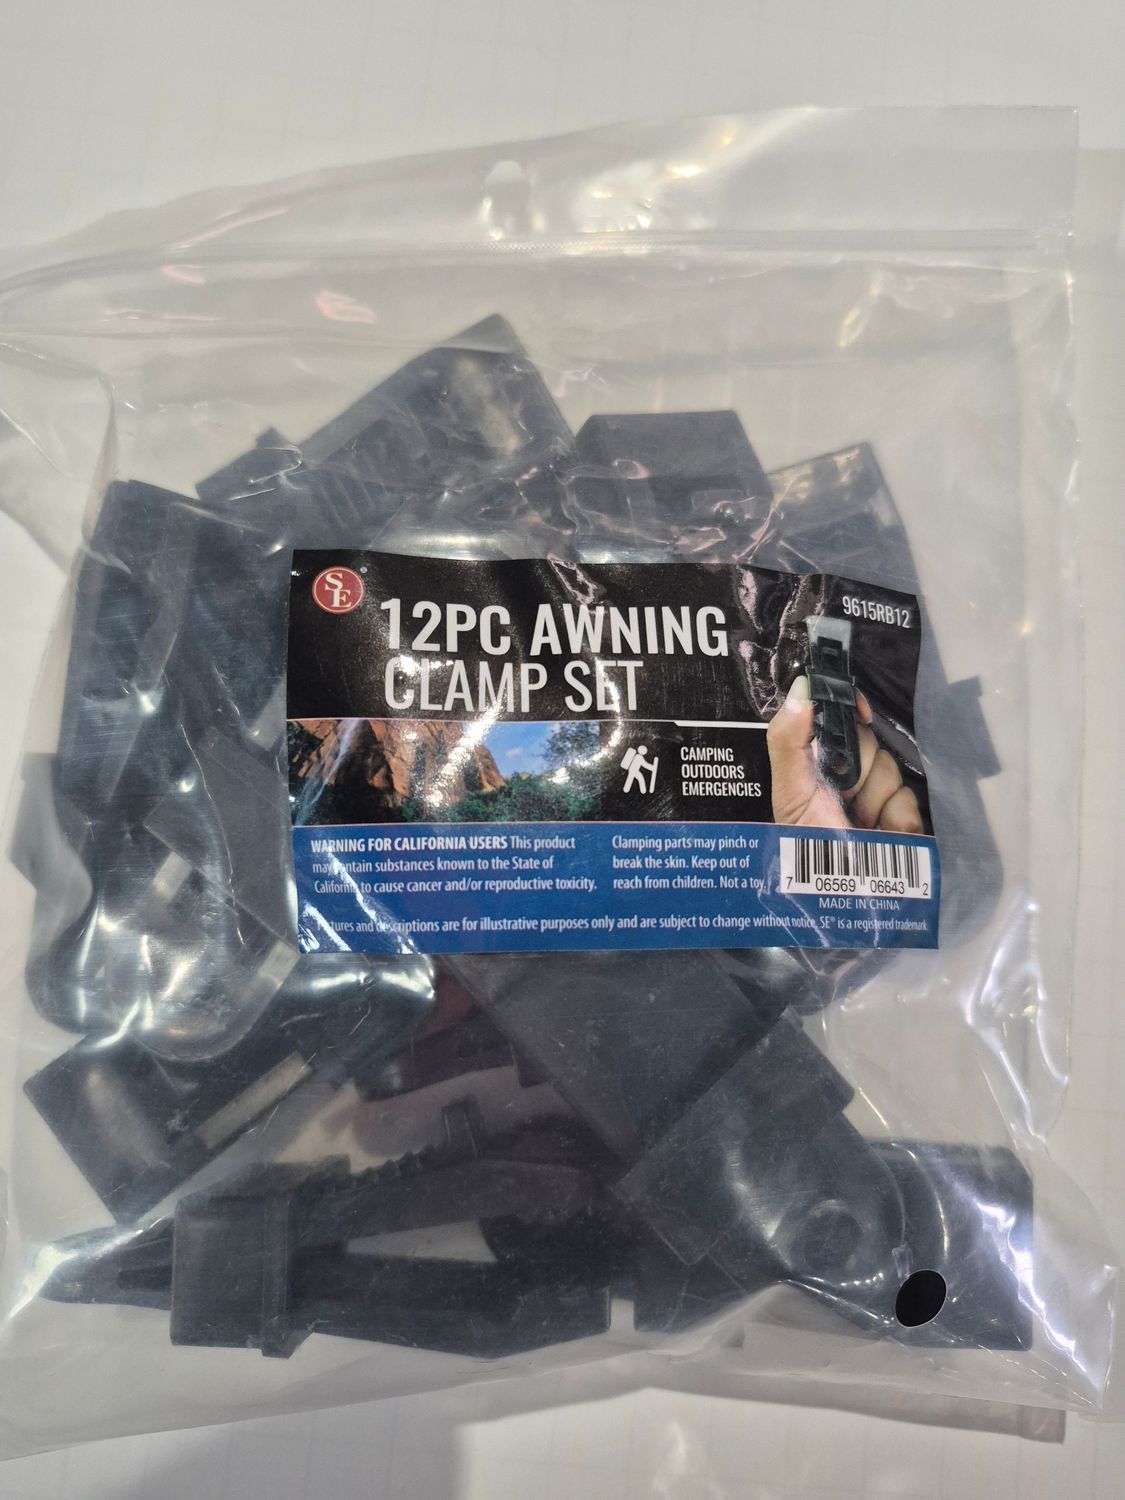 SE®
9615RB12
12PC AWNING
CLAMP SET
CAMPING
OUTDOORS
EMERGENCIES
WARNING FOR CALIFORNIA USERS This product
may contain substances known to the State of
California to cause cancer and/or reproductive toxicity.
Clamping parts may pinch or
break the skin. Keep out of
reach from children. Not a toy.
7 06569 06643 2
MADE IN CHINA
Pictures and descriptions are for illustrative purposes only and are subject to change without notice. SE® is a registered trademark.